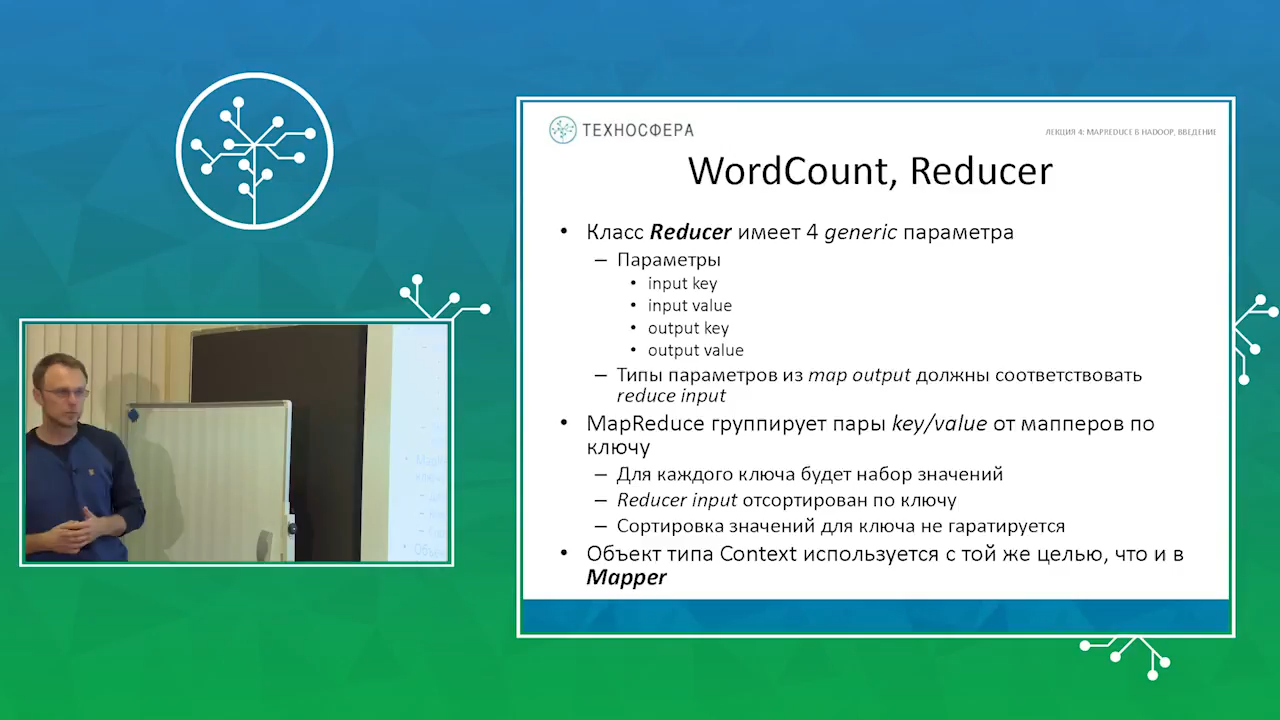 ТЕХНОСФЕРА
ЛЕКЦИЯ 4: MAPREDUCE В HADOOP, ВВЕДЕНИЕ
WordCount, Reducer
• Класс Reducer имеет 4 generic параметра
– Параметры
• input key
• input value
• output key
• output value
– Типы параметров из map output должны соответствовать
reduce input
• MapReduce группирует пары key/value от мапперов по
ключу
– Для каждого ключа будет набор значений
– Reducer input отсортирован по ключу
– Сортировка значений для ключа не гаратируется
• Объект типа Context используется с той же целью, что и в
Mapper